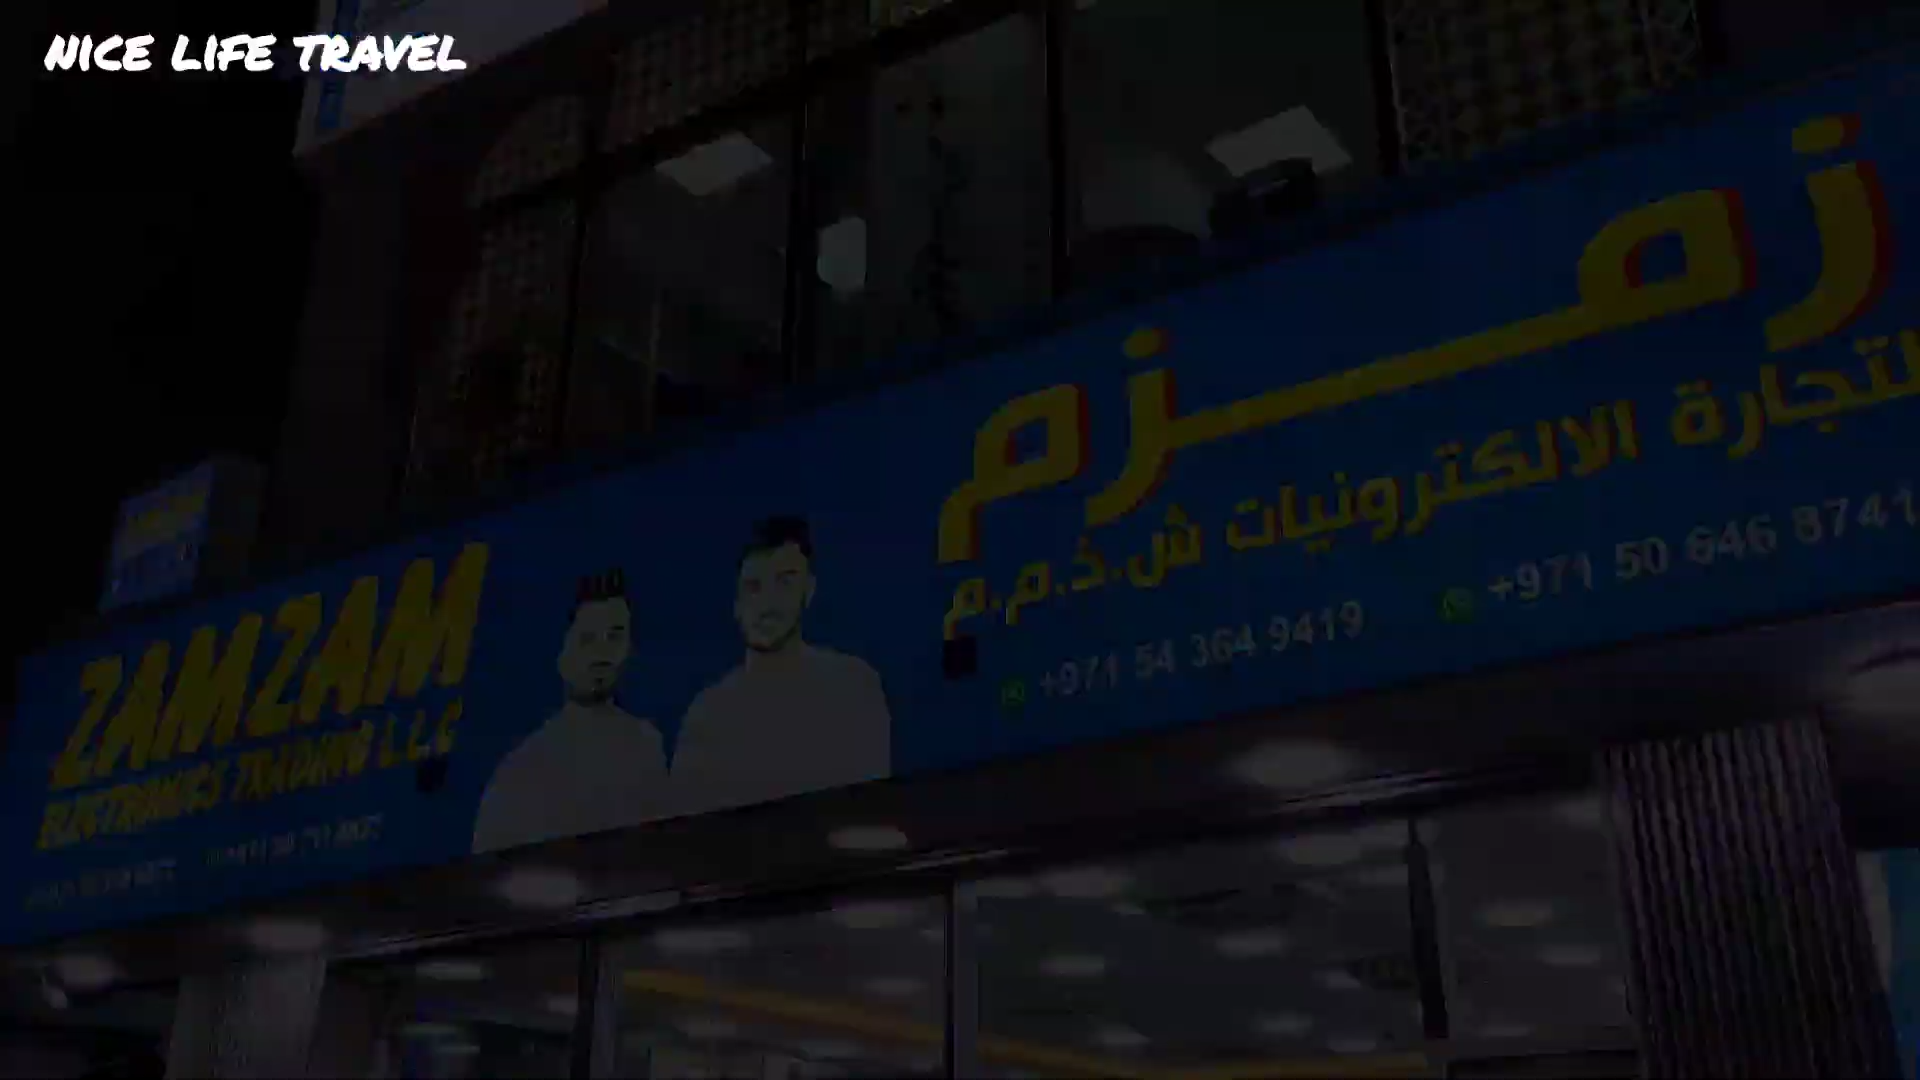 NICE LIFE TRAVEL
زمزم
لتجارة الالكترونيات ش.ذ.م.م
+971 54 364 9419
+971 50 646 8741
ZAMZAM
ELECTRONICS TRADING L.L.C